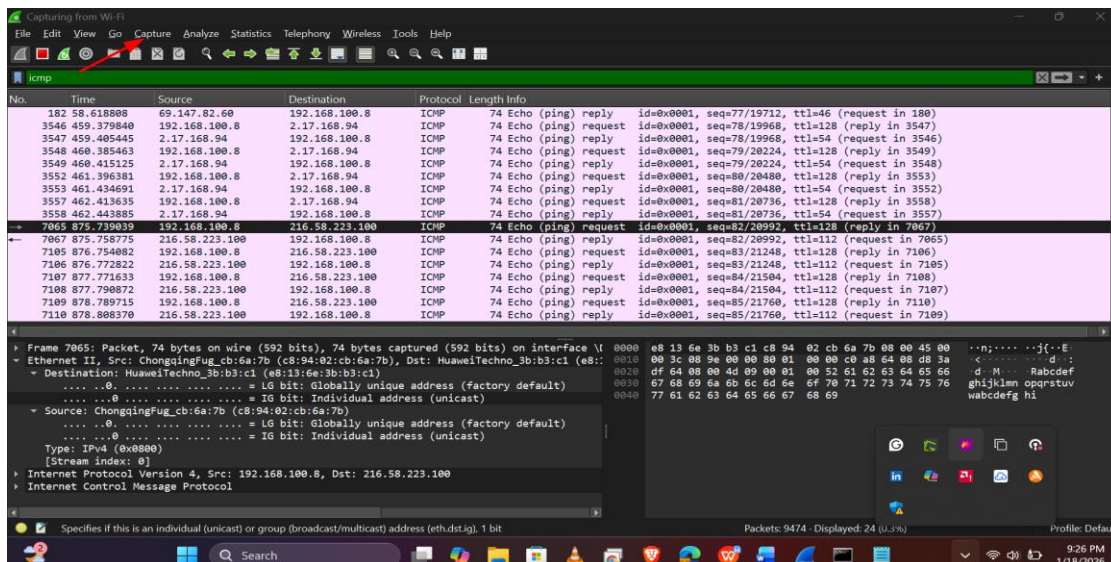 Capturing from Wi-Fi
File Edit View Go Capture Analyze Statistics Telephony Wireless Tools Help
icmp
No. Time Source Destination Protocol Length Info
182 58.618808 69.147.82.60 192.168.100.8 ICMP 74 Echo (ping) reply id=0x0001, seq=77/19712, ttl=46 (request in 180)
3546 459.379840 192.168.100.8 2.17.168.94 ICMP 74 Echo (ping) request id=0x0001, seq=78/19968, ttl=128 (reply in 3547)
3547 459.405445 2.17.168.94 192.168.100.8 ICMP 74 Echo (ping) reply id=0x0001, seq=78/19968, ttl=54 (request in 3546)
3548 460.385463 192.168.100.8 2.17.168.94 ICMP 74 Echo (ping) request id=0x0001, seq=79/20224, ttl=128 (reply in 3549)
3549 460.415125 2.17.168.94 192.168.100.8 ICMP 74 Echo (ping) reply id=0x0001, seq=79/20224, ttl=54 (request in 3548)
3552 461.396381 192.168.100.8 2.17.168.94 ICMP 74 Echo (ping) request id=0x0001, seq=80/20480, ttl=128 (reply in 3553)
3553 461.434691 2.17.168.94 192.168.100.8 ICMP 74 Echo (ping) reply id=0x0001, seq=80/20480, ttl=54 (request in 3552)
3557 462.413635 192.168.100.8 2.17.168.94 ICMP 74 Echo (ping) request id=0x0001, seq=81/20736, ttl=128 (reply in 3558)
3558 462.443885 2.17.168.94 192.168.100.8 ICMP 74 Echo (ping) reply id=0x0001, seq=81/20736, ttl=54 (request in 3557)
7065 875.739039 192.168.100.8 216.58.223.100 ICMP 74 Echo (ping) request id=0x0001, seq=82/20992, ttl=128 (reply in 7067)
7067 875.758775 216.58.223.100 192.168.100.8 ICMP 74 Echo (ping) reply id=0x0001, seq=82/20992, ttl=112 (request in 7065)
7105 876.754082 192.168.100.8 216.58.223.100 ICMP 74 Echo (ping) request id=0x0001, seq=83/21248, ttl=128 (reply in 7106)
7106 876.772822 216.58.223.100 192.168.100.8 ICMP 74 Echo (ping) reply id=0x0001, seq=83/21248, ttl=112 (request in 7105)
7107 877.771633 192.168.100.8 216.58.223.100 ICMP 74 Echo (ping) request id=0x0001, seq=84/21504, ttl=128 (reply in 7108)
7108 877.790872 216.58.223.100 192.168.100.8 ICMP 74 Echo (ping) reply id=0x0001, seq=84/21504, ttl=112 (request in 7107)
7109 878.789715 192.168.100.8 216.58.223.100 ICMP 74 Echo (ping) request id=0x0001, seq=85/21760, ttl=128 (reply in 7110)
7110 878.808370 216.58.223.100 192.168.100.8 ICMP 74 Echo (ping) reply id=0x0001, seq=85/21760, ttl=112 (request in 7109)
Frame 7065: Packet, 74 bytes on wire (592 bits), 74 bytes captured (592 bits) on interface \[
Ethernet II, Src: ChongqingFug_cb:6a:7b (c8:94:02:cb:6a:7b), Dst: HuaweiTechno_3b:b3:c1 (e8:
Destination: HuaweiTechno_3b:b3:c1 (e8:13:6e:3b:b3:c1)
.... ..0. .... .... .... .... = LG bit: Globally unique address (factory default)
.... ...0 .... .... .... .... = IG bit: Individual address (unicast)
Source: ChongqingFug_cb:6a:7b (c8:94:02:cb:6a:7b)
.... ..0. .... .... .... .... = LG bit: Globally unique address (factory default)
.... ...0 .... .... .... .... = IG bit: Individual address (unicast)
Type: IPv4 (0x0800)
[Stream index: 0]
Internet Protocol Version 4, Src: 192.168.100.8, Dst: 216.58.223.100
Internet Control Message Protocol
0000 e8 13 6e 3b b3 c1 c8 94 02 cb 6a 7b 08 00 45 00 ··n;···· ··j{··E·
0010 00 3c 08 9e 00 00 80 01 00 00 c0 a8 64 08 d8 3a ·<······ ····d··:
0020 df 64 08 00 4d 09 00 01 00 52 61 62 63 64 65 66 ·d··M··· ·Rabcdef
0030 67 68 69 6a 6b 6c 6d 6e 6f 70 71 72 73 74 75 76 ghijklmn opqrstuv
0040 77 61 62 63 64 65 66 67 68 69 wabcdefg hi
Specifies if this is an individual (unicast) or group (broadcast/multicast) address (eth.dst.ig), 1 bit
Packets: 9474 · Displayed: 24 (0.3%)
Profile: Defau
2
Search
9:26 PM
1/18/2026